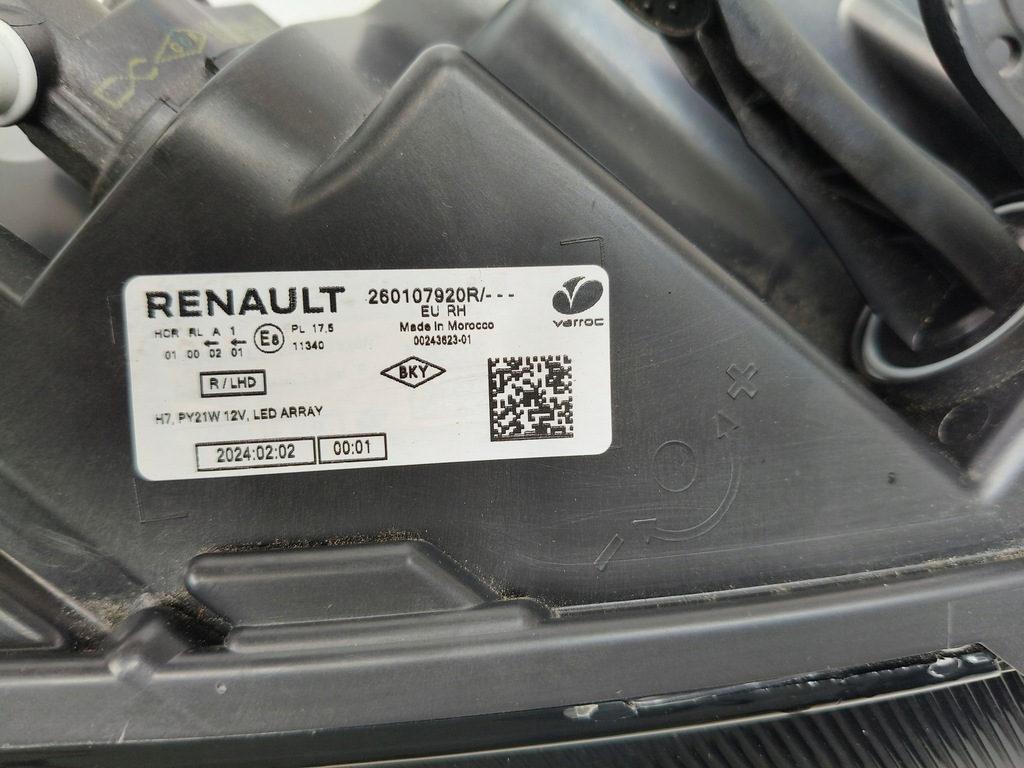 RENAULT
260107920R/---
EU RH
Made in Morocco
00243623-01
varroc
HCR RL A 1
01 00 02 01
E8
PL 17.5
11340
R/LHD
BKY
H7, PY21W 12V, LED ARRAY
2024:02:02
00:01